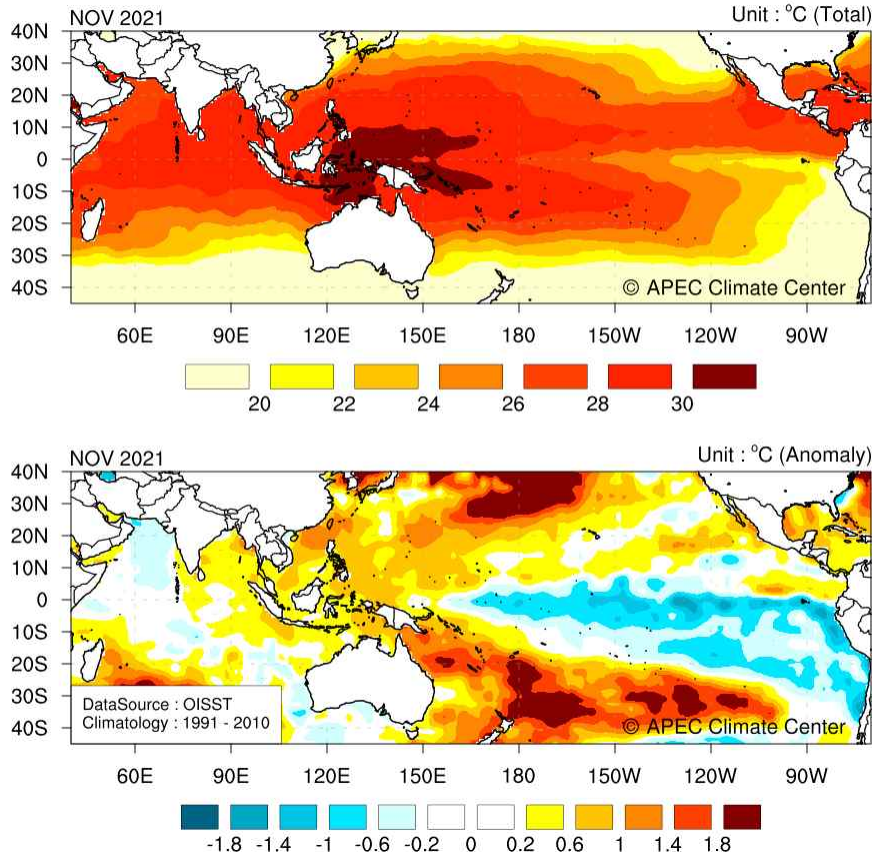 NOV 2021 Unit : °C (Total)
40N
30N
20N
10N
0
10S
20S
30S
40S
© APEC Climate Center
60E 90E 120E 150E 180 150W 120W 90W
20 22 24 26 28 30
NOV 2021 Unit : °C (Anomaly)
40N
30N
20N
10N
0
10S
20S
30S
40S
DataSource : OISST
Climatology : 1991 - 2010
© APEC Climate Center
60E 90E 120E 150E 180 150W 120W 90W
-1.8 -1.4 -1 -0.6 -0.2 0 0.2 0.6 1 1.4 1.8